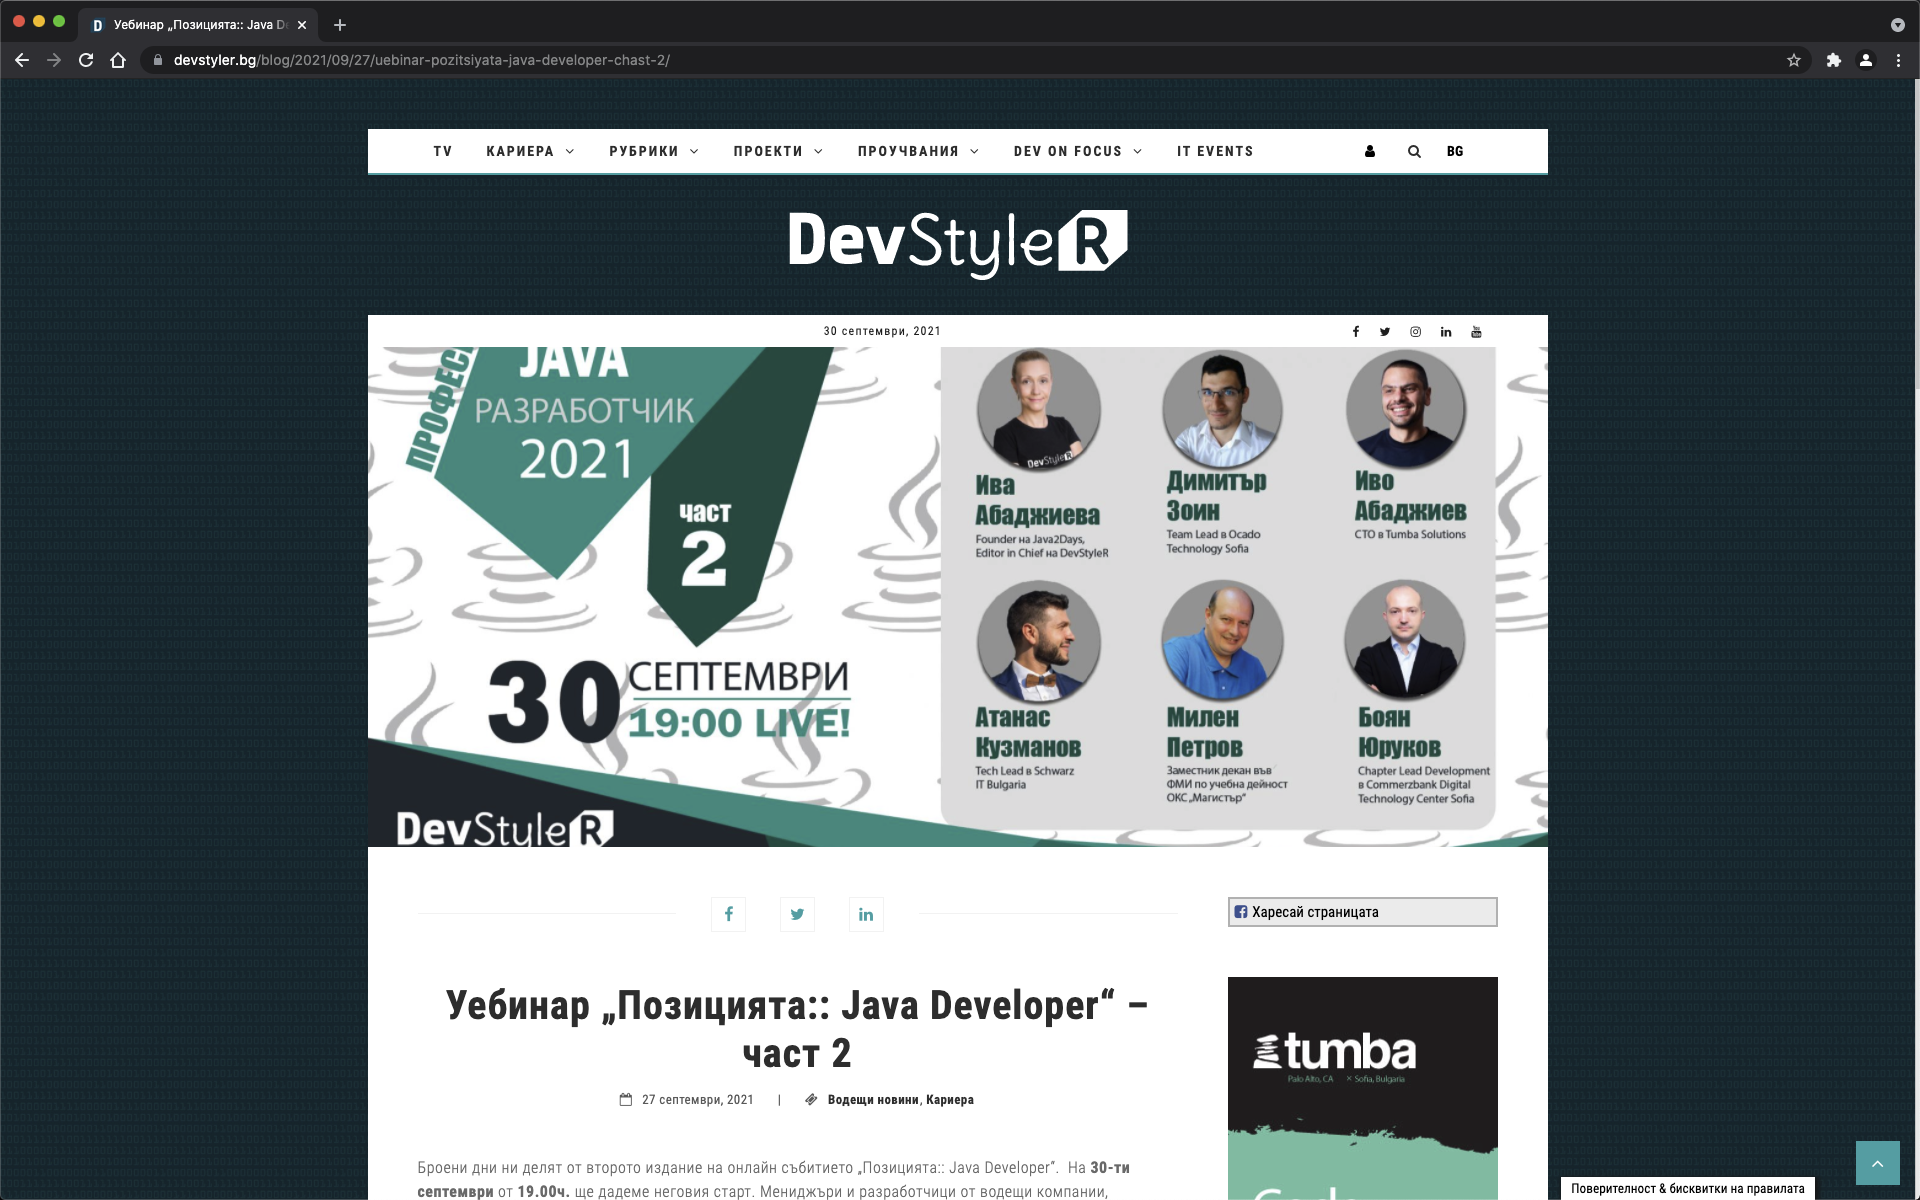 Уебинар „Позицията:: Java D
devstyler.bg/blog/2021/09/27/uebinar-pozitsiyata-java-developer-chast-2/
TV КАРИЕРА РУБРИКИ ПРОЕКТИ ПРОУЧВАНИЯ DEV ON FOCUS IT EVENTS BG
DevStyleR
30 септември, 2021
JAVA
РАЗРАБОТЧИК
2021
част
2
30 СЕПТЕМВРИ
19:00 LIVE!
DevStyleR
DevStyleR
Ива
Абаджиева
Founder на Java2Days,
Editor in Chief на DevStyleR
Димитър
Зоин
Team Lead в Ocado
Technology Sofia
Иво
Абаджиев
CTO в Tumba Solutions
Атанас
Кузманов
Tech Lead в Schwarz
IT Bulgaria
Милен
Петров
Заместник декан във
ФМИ по учебна дейност
ОКС „Магистър“
Боян
Юруков
Chapter Lead Development
в Commerzbank Digital
Technology Center Sofia
Харесай страницата
Уебинар „Позицията:: Java Developer“ –
част 2
27 септември, 2021 | Водещи новини, Кариера
Броени дни ни делят от второто издание на онлайн събитието „Позицията:: Java Developer“. На 30-ти
септември от 19.00ч. ще дадеме неговия старт. Мениджъри и разработчици от водещи компании,
tumba
Palo Alto, CA × Sofia, Bulgaria
Поверителност & бисквитки на правилата